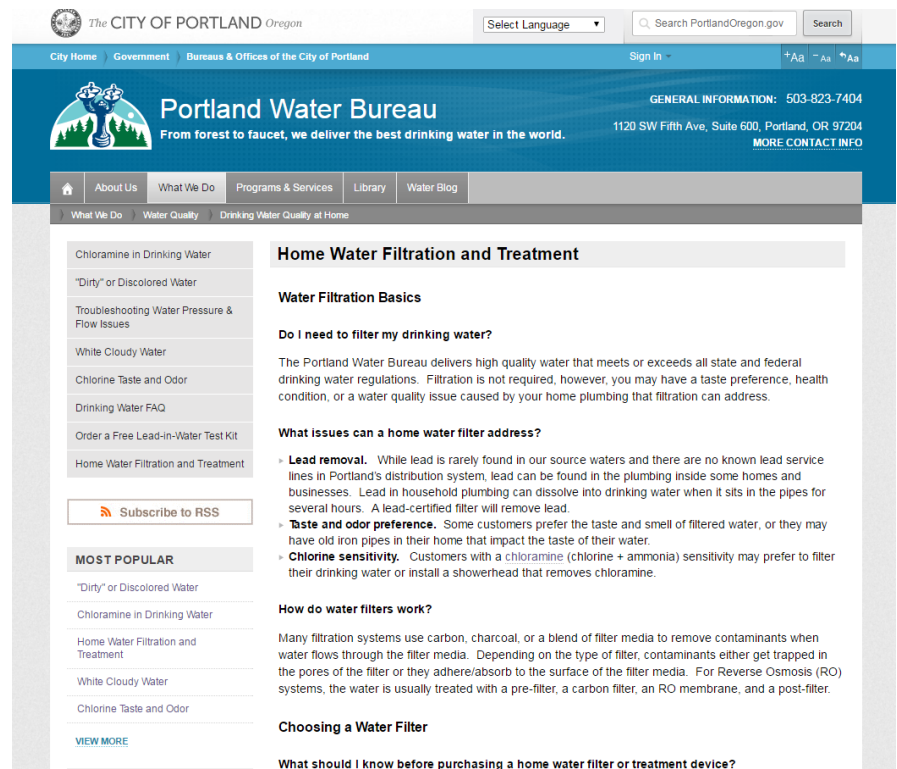 The CITY OF PORTLAND Oregon
Select Language
Search PortlandOregon.gov
Search
City Home
Government
Bureaus & Offices of the City of Portland
Sign In
+Aa
- Aa
Aa
Portland Water Bureau
From forest to faucet, we deliver the best drinking water in the world.
GENERAL INFORMATION: 503-823-7404
1120 SW Fifth Ave, Suite 600, Portland, OR 97204
MORE CONTACT INFO
About Us
What We Do
Programs & Services
Library
Water Blog
What We Do
Water Quality
Drinking Water Quality at Home
Chloramine in Drinking Water
"Dirty" or Discolored Water
Troubleshooting Water Pressure &
Flow Issues
White Cloudy Water
Chlorine Taste and Odor
Drinking Water FAQ
Order a Free Lead-in-Water Test Kit
Home Water Filtration and Treatment
Subscribe to RSS
MOST POPULAR
"Dirty" or Discolored Water
Chloramine in Drinking Water
Home Water Filtration and
Treatment
White Cloudy Water
Chlorine Taste and Odor
VIEW MORE
Home Water Filtration and Treatment
Water Filtration Basics
Do I need to filter my drinking water?
The Portland Water Bureau delivers high quality water that meets or exceeds all state and federal
drinking water regulations. Filtration is not required, however, you may have a taste preference, health
condition, or a water quality issue caused by your home plumbing that filtration can address.
What issues can a home water filter address?
Lead removal. While lead is rarely found in our source waters and there are no known lead service
lines in Portland's distribution system, lead can be found in the plumbing inside some homes and
businesses. Lead in household plumbing can dissolve into drinking water when it sits in the pipes for
several hours. A lead-certified filter will remove lead.
Taste and odor preference. Some customers prefer the taste and smell of filtered water, or they may
have old iron pipes in their home that impact the taste of their water.
Chlorine sensitivity. Customers with a chloramine (chlorine + ammonia) sensitivity may prefer to filter
their drinking water or install a showerhead that removes chloramine.
How do water filters work?
Many filtration systems use carbon, charcoal, or a blend of filter media to remove contaminants when
water flows through the filter media. Depending on the type of filter, contaminants either get trapped in
the pores of the filter or they adhere/absorb to the surface of the filter media. For Reverse Osmosis (RO)
systems, the water is usually treated with a pre-filter, a carbon filter, an RO membrane, and a post-filter.
Choosing a Water Filter
What should I know before purchasing a home water filter or treatment device?